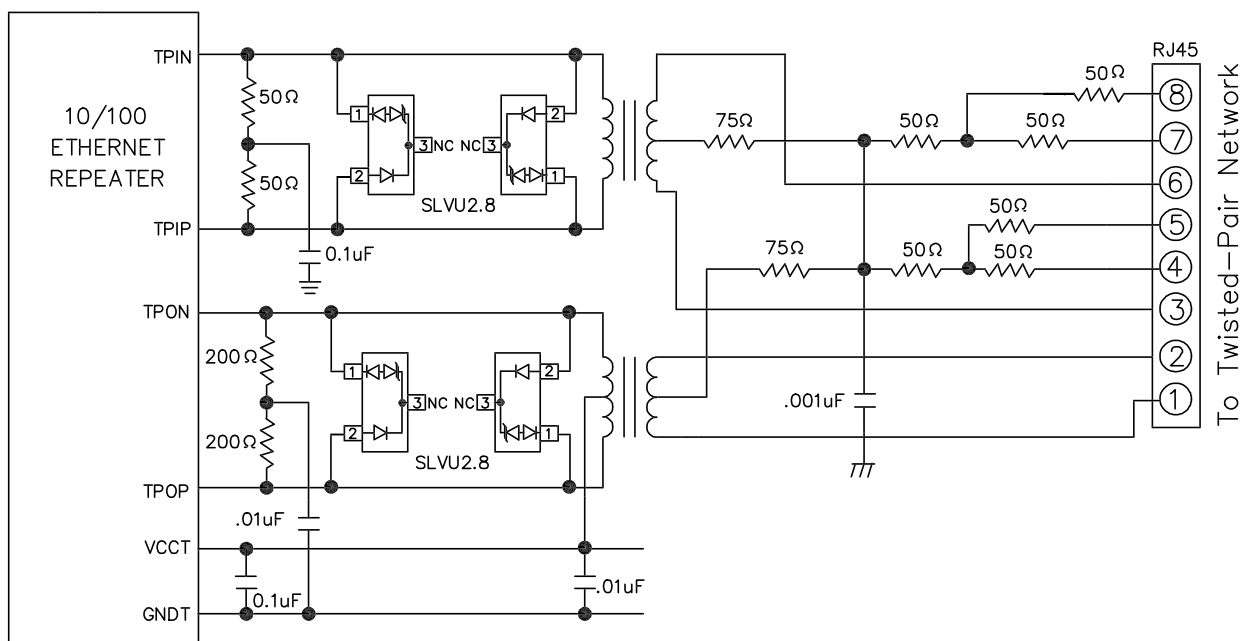 10/100
ETHERNET
REPEATER
TPIN
TPIP
TPON
TPOP
VCCT
GNDT
50Ω
50Ω
0.1uF
1
2
3 NC
NC 3
2
1
SLVU2.8
200Ω
200Ω
.01uF
0.1uF
1
2
3 NC
NC 3
2
1
SLVU2.8
.01uF
75Ω
75Ω
50Ω
50Ω
50Ω
50Ω
50Ω
50Ω
.001uF
RJ45
8
7
6
5
4
3
2
1
To Twisted-Pair Network